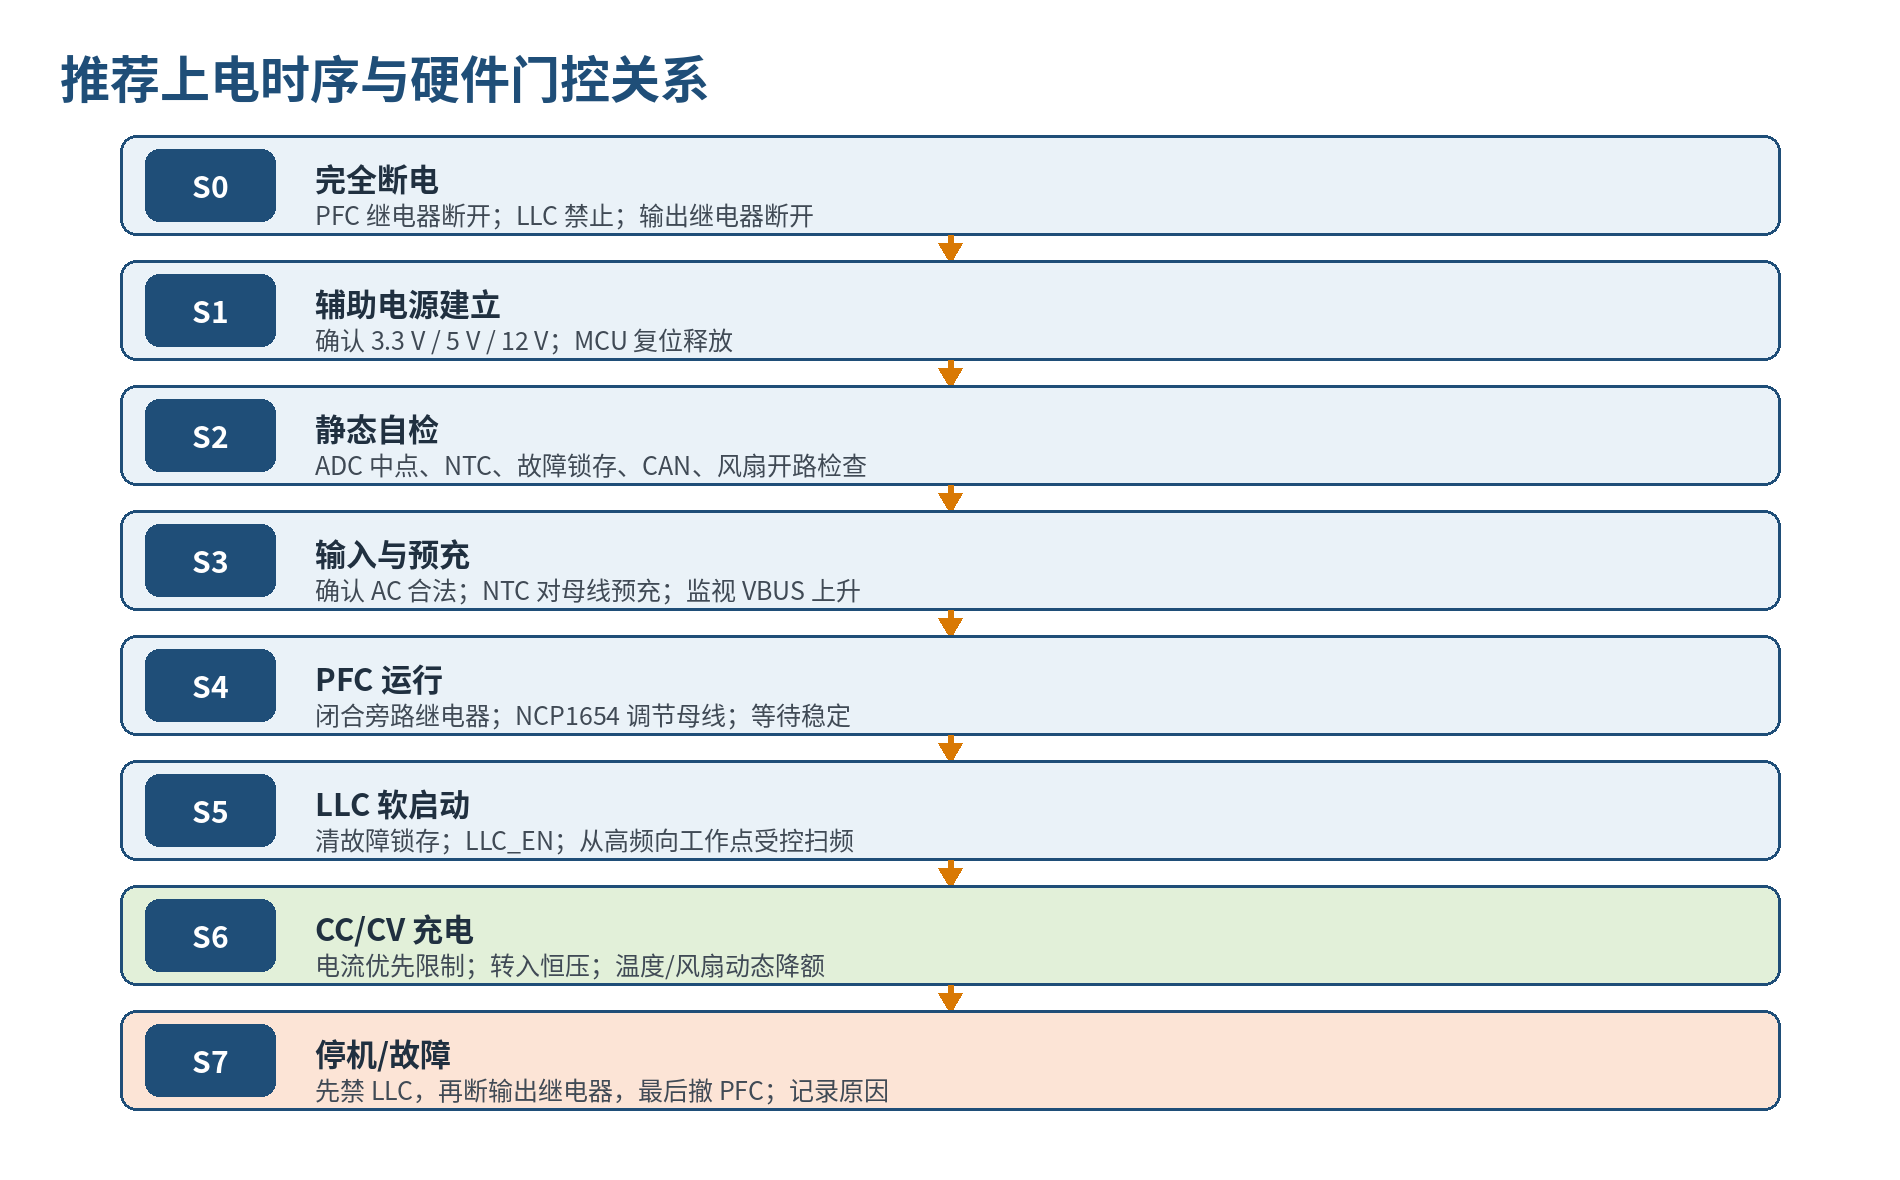 推荐上电时序与硬件门控关系
S0
完全断电
PFC 继电器断开；LLC 禁止；输出继电器断开
S1
辅助电源建立
确认 3.3 V / 5 V / 12 V；MCU 复位释放
S2
静态自检
ADC 中点、NTC、故障锁存、CAN、风扇开路检查
S3
输入与预充
确认 AC 合法；NTC 对母线预充；监视 VBUS 上升
S4
PFC 运行
闭合旁路继电器；NCP1654 调节母线；等待稳定
S5
LLC 软启动
清故障锁存；LLC_EN；从高频向工作点受控扫频
S6
CC/CV 充电
电流优先限制；转入恒压；温度/风扇动态降额
S7
停机/故障
先禁 LLC，再断输出继电器，最后撤 PFC；记录原因